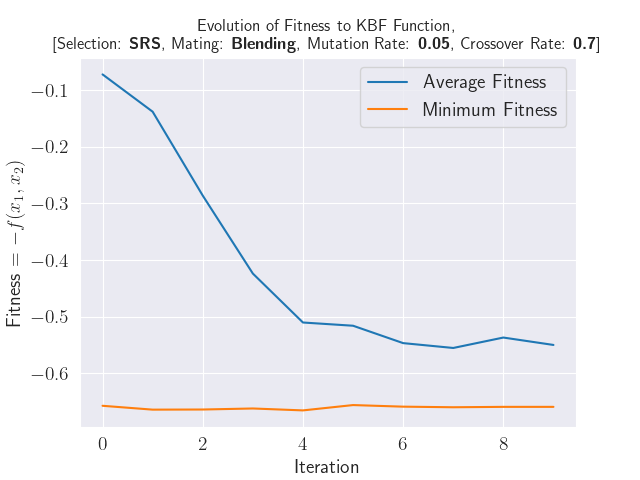 Evolution of Fitness to KBF Function,
[Selection: SRS, Mating: Blending, Mutation Rate: 0.05, Crossover Rate: 0.7]
Average Fitness
Minimum Fitness
Fitness = −f(x₁, x₂)
−0.1
−0.2
−0.3
−0.4
−0.5
−0.6
0 2 4 6 8
Iteration